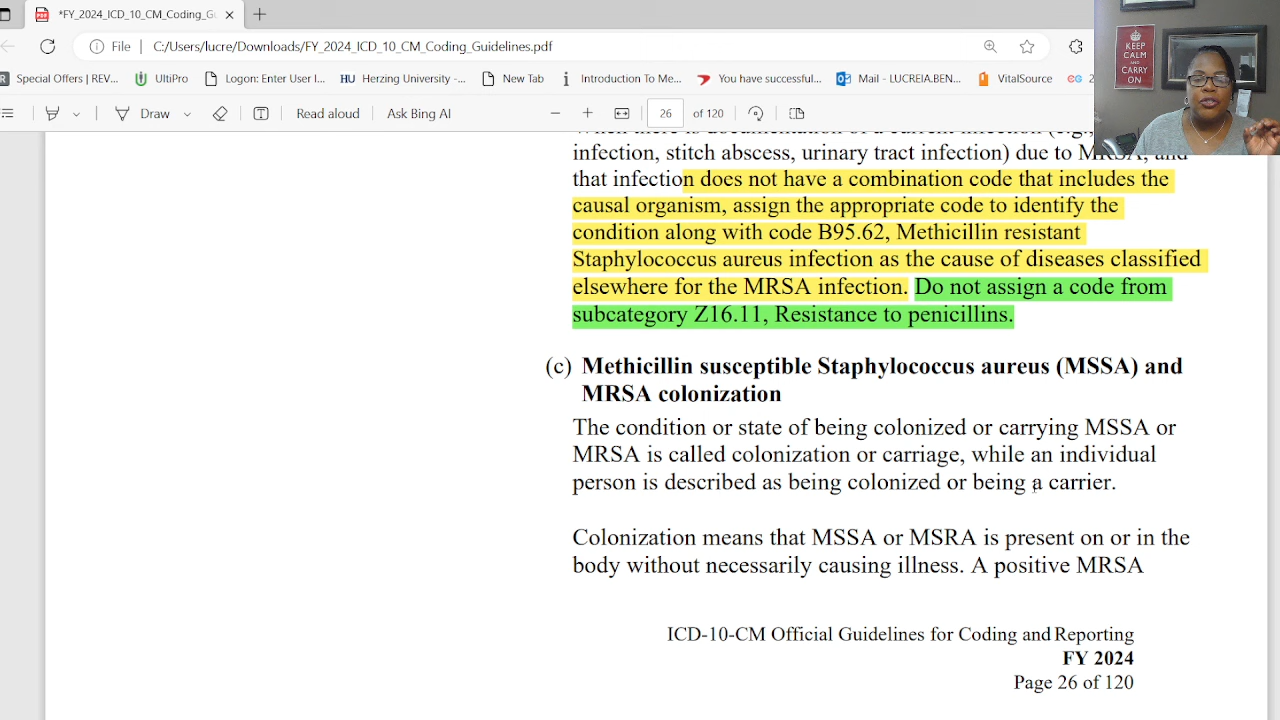 *FY_2024_ICD_10_CM_Coding_Gu
File | C:/Users/lucre/Downloads/FY_2024_ICD_10_CM_Coding_Guidelines.pdf
Special Offers | REV... UltiPro Logon: Enter User I... HU Herzing University -... New Tab Introduction To Me... You have successful... Mail - LUCREIA.BEN... VitalSource CG 2
Draw Read aloud Ask Bing AI 26 of 120
KEEP
CALM
AND
CARRY
ON
infection, stitch abscess, urinary tract infection) due to MRSA, and
that infection does not have a combination code that includes the
causal organism, assign the appropriate code to identify the
condition along with code B95.62, Methicillin resistant
Staphylococcus aureus infection as the cause of diseases classified
elsewhere for the MRSA infection. Do not assign a code from
subcategory Z16.11, Resistance to penicillins.
(c) Methicillin susceptible Staphylococcus aureus (MSSA) and
MRSA colonization
The condition or state of being colonized or carrying MSSA or
MRSA is called colonization or carriage, while an individual
person is described as being colonized or being a carrier.
Colonization means that MSSA or MSRA is present on or in the
body without necessarily causing illness. A positive MRSA
ICD-10-CM Official Guidelines for Coding and Reporting
FY 2024
Page 26 of 120